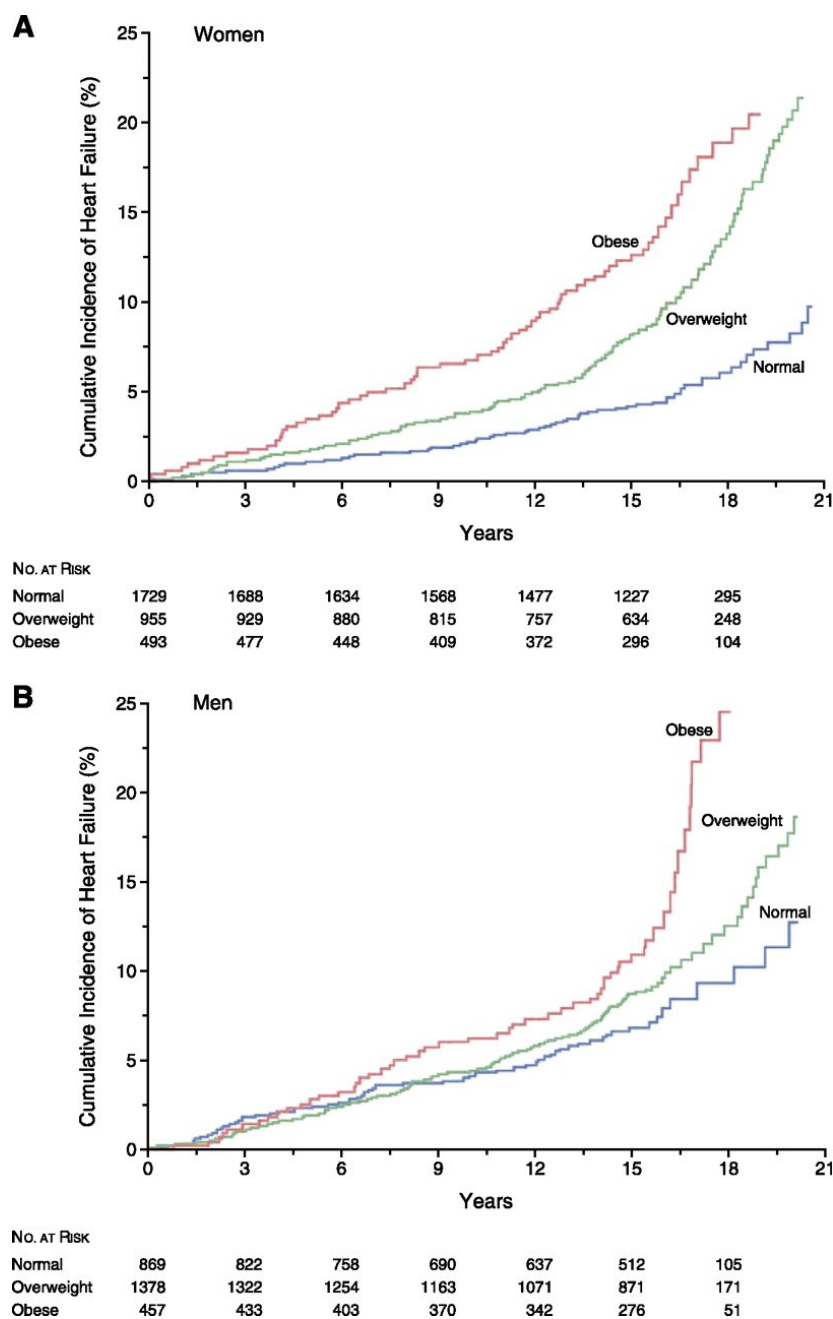 A
Women
25
20
15
10
5
0
Cumulative Incidence of Heart Failure (%)
Obese
Overweight
Normal
0 3 6 9 12 15 18 21
Years
NO. AT RISK
Normal 1729 1688 1634 1568 1477 1227 295
Overweight 955 929 880 815 757 634 248
Obese 493 477 448 409 372 296 104
B
Men
25
20
15
10
5
0
Cumulative Incidence of Heart Failure (%)
Obese
Overweight
Normal
0 3 6 9 12 15 18 21
Years
NO. AT RISK
Normal 869 822 758 690 637 512 105
Overweight 1378 1322 1254 1163 1071 871 171
Obese 457 433 403 370 342 276 51